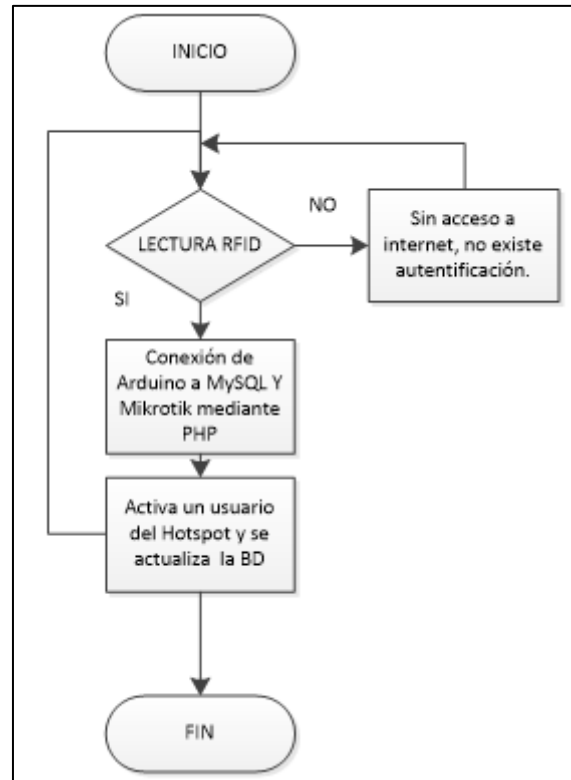 INICIO
LECTURA RFID
NO
Sin acceso a
internet, no existe
autentificación.
SI
Conexión de
Arduino a MySQL Y
Mikrotik mediante
PHP
Activa un usuario
del Hotspot y se
actualiza la BD
FIN